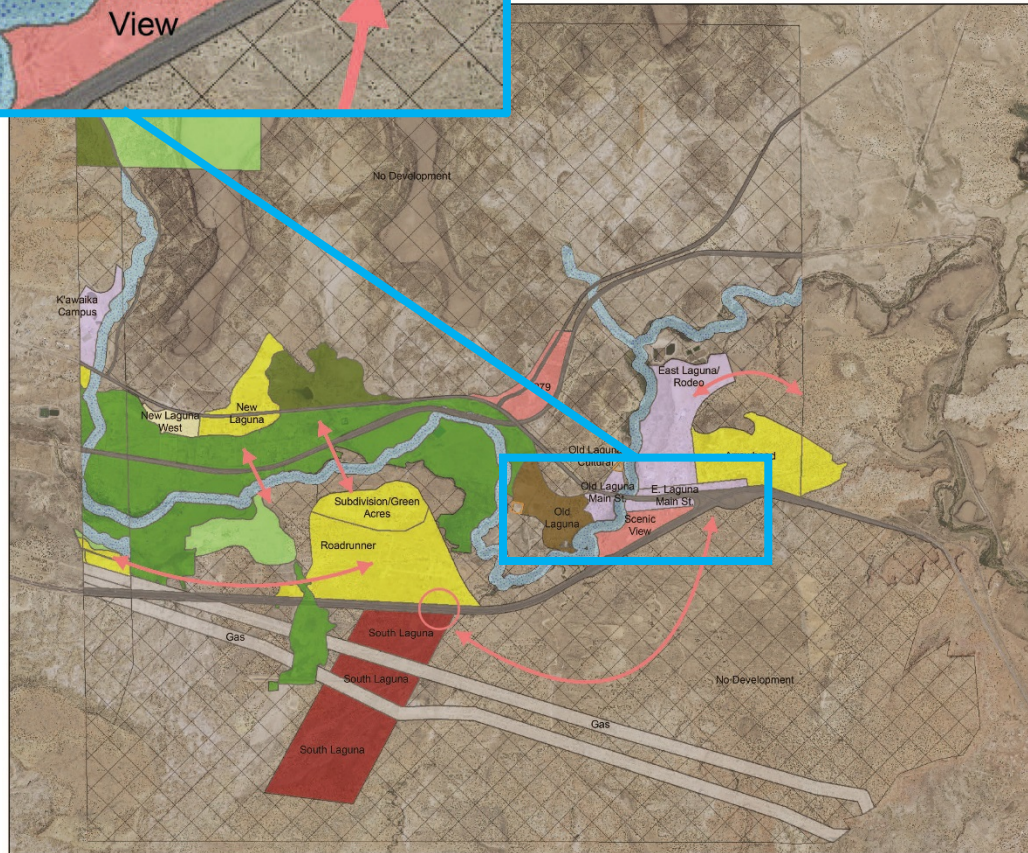 View
No Development
K'awaika
Campus
East Laguna/
Rodeo
New Laguna
West
New
Laguna
Old Laguna
Cultural
Old Laguna
Main St.
E. Laguna
Main St.
Subdivision/Green
Acres
Old
Laguna
Scenic
View
Roadrunner
South Laguna
Gas
South Laguna
No Development
Gas
South Laguna